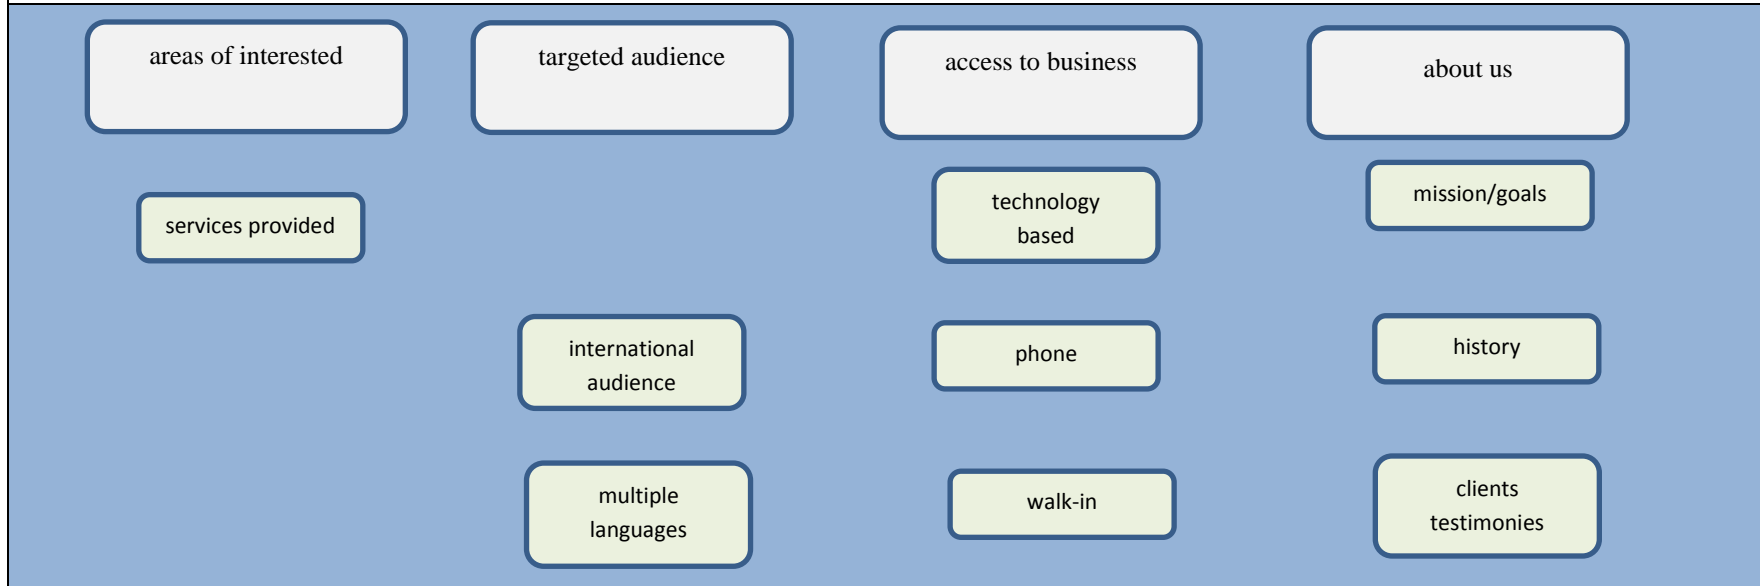 areas of interested
targeted audience
access to business
about us
services provided
technology
based
mission/goals
international
audience
phone
history
multiple
languages
walk-in
clients
testimonies